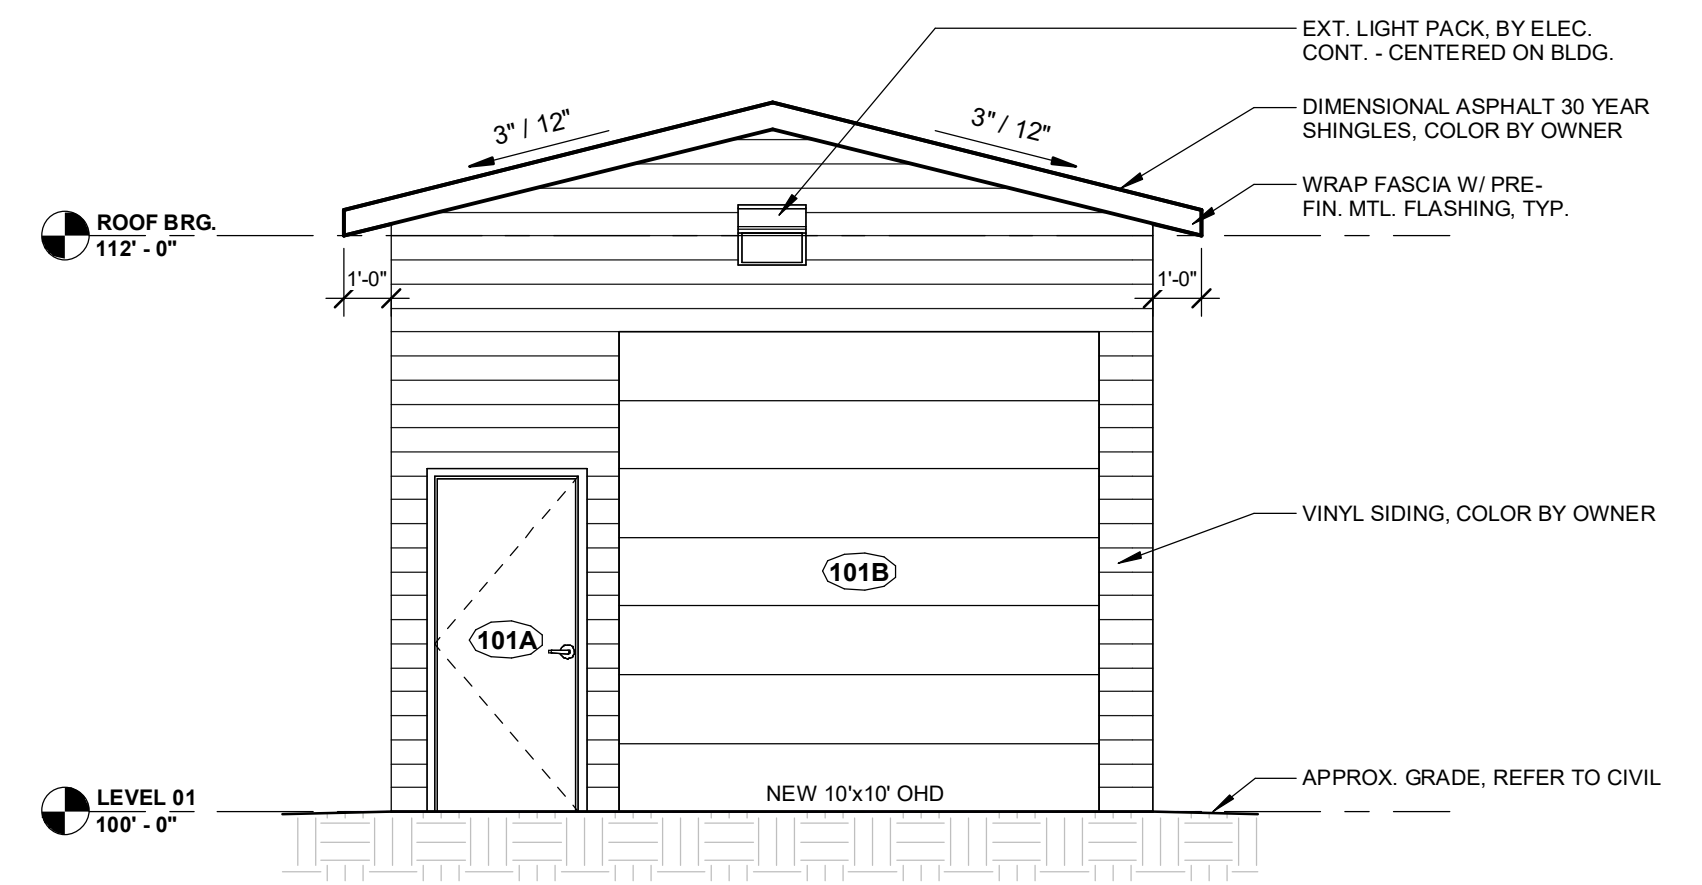 EXT. LIGHT PACK, BY ELEC.
CONT. - CENTERED ON BLDG.
3" / 12"
3" / 12"
DIMENSIONAL ASPHALT 30 YEAR
SHINGLES, COLOR BY OWNER
WRAP FASCIA W/ PRE-
FIN. MTL. FLASHING, TYP.
ROOF BRG.
112' - 0"
1'-0"
1'-0"
VINYL SIDING, COLOR BY OWNER
101B
101A
APPROX. GRADE, REFER TO CIVIL
NEW 10'x10' OHD
LEVEL 01
100' - 0"